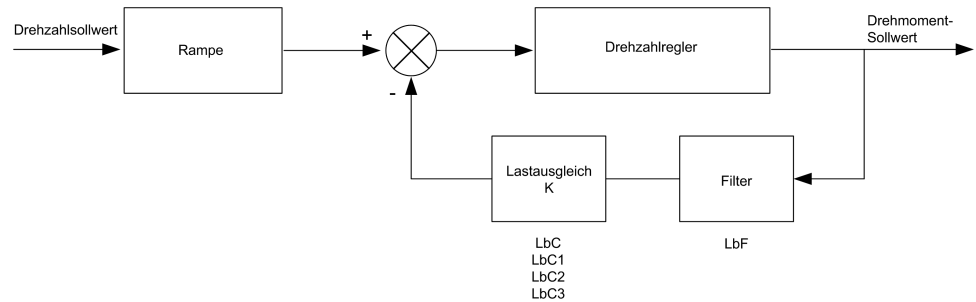 Drehzahlsollwert
Rampe
+
-
Drehzahlregler
Drehmoment-
Sollwert
Lastausgleich
K
Filter
LbC
LbC1
LbC2
LbC3
LbF